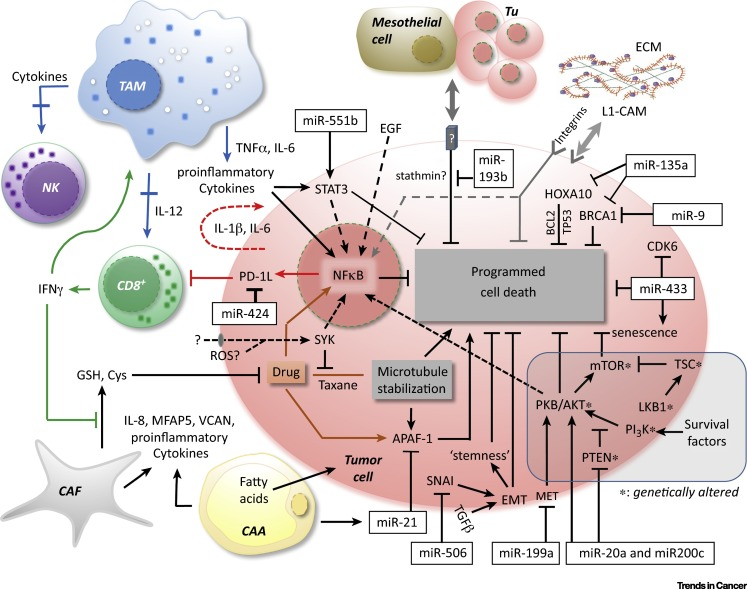 Mesothelial
cell
Tu
ECM
L1-CAM
Integrins
TAM
Cytokines
NK
miR-551b
EGF
TNFα, IL-6
proinflammatory
Cytokines
STAT3
?
stathmin?
miR-
193b
miR-135a
HOXA10
BCL2
TP53
BRCA1
miR-9
IL-12
IL-1β, IL-6
CDK6
IFNγ
CD8⁺
PD-1L
NFκB
Programmed
cell death
miR-433
miR-424
senescence
?
ROS?
SYK
Drug
Taxane
Microtubule
stabilization
mTOR*
TSC*
GSH, Cys
PKB/AKT*
LKB1*
IL-8, MFAP5, VCAN,
proinflammatory
Cytokines
APAF-1
PI₃K*
Survival
factors
‘stemness’
PTEN*
Tumor
cell
CAF
Fatty
acids
CAA
SNAI
TGFβ
EMT
MET
*: genetically altered
miR-21
miR-506
miR-199a
miR-20a and miR200c
Trends in Cancer